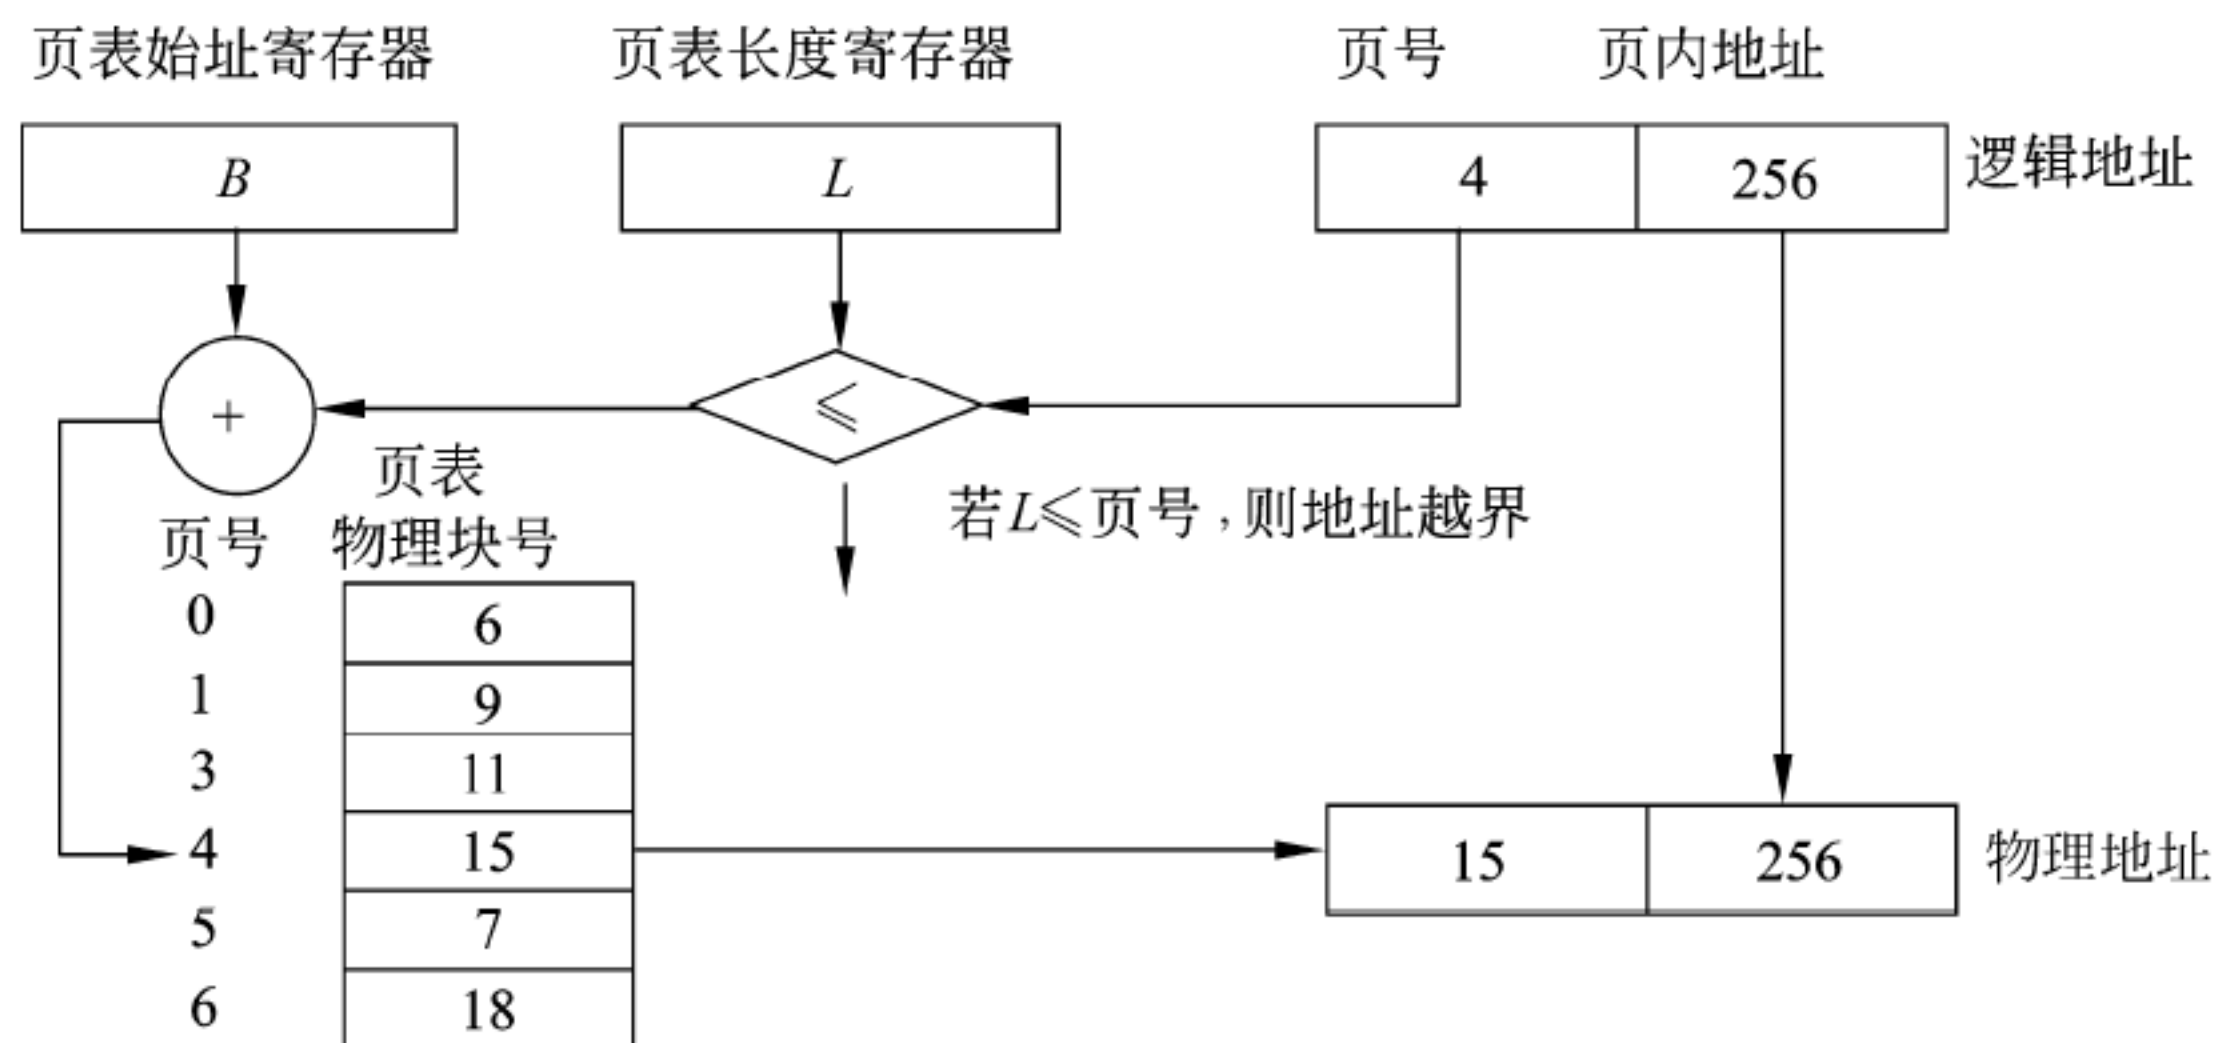 页表始址寄存器 页表长度寄存器 页号 页内地址
B L 4 256 逻辑地址
+ ≤
页表
若L≤页号,则地址越界
页号 物理块号
0 6
1 9
3 11
4 15 15 256 物理地址
5 7
6 18